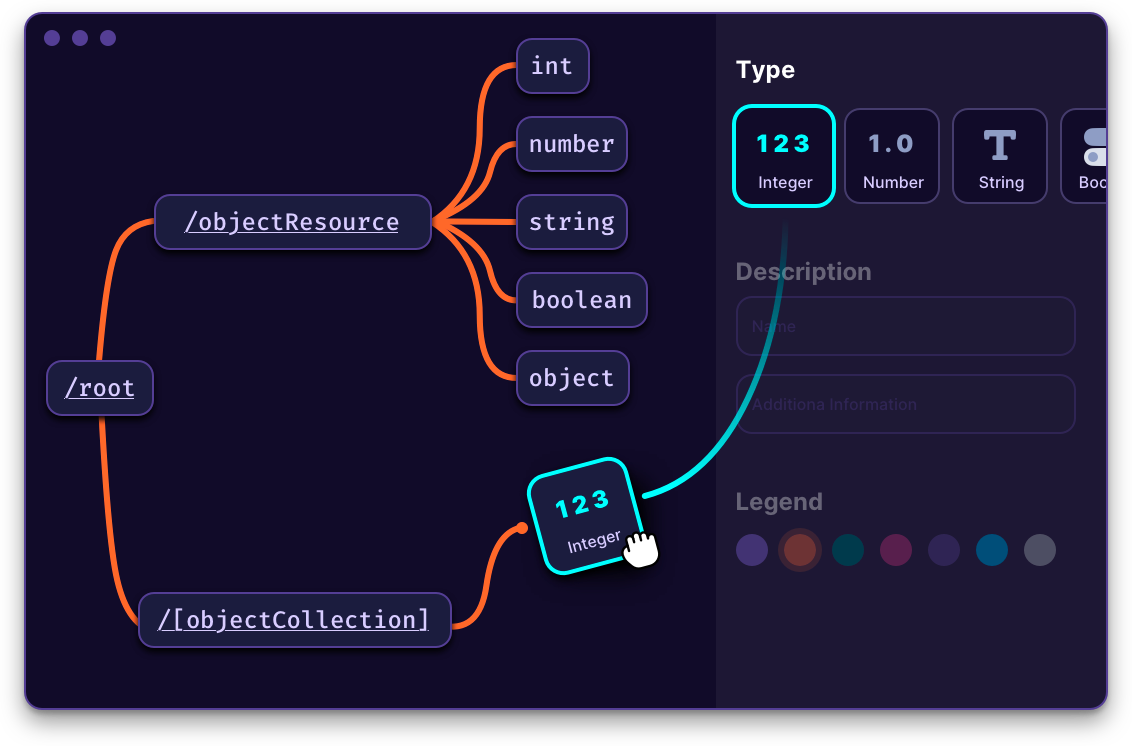 int
number
/objectResource
string
boolean
object
/root
123
Integer
/[objectCollection]
Type
123
Integer
1.0
Number
T
String
Boo
Description
Name
Additiona Information
Legend